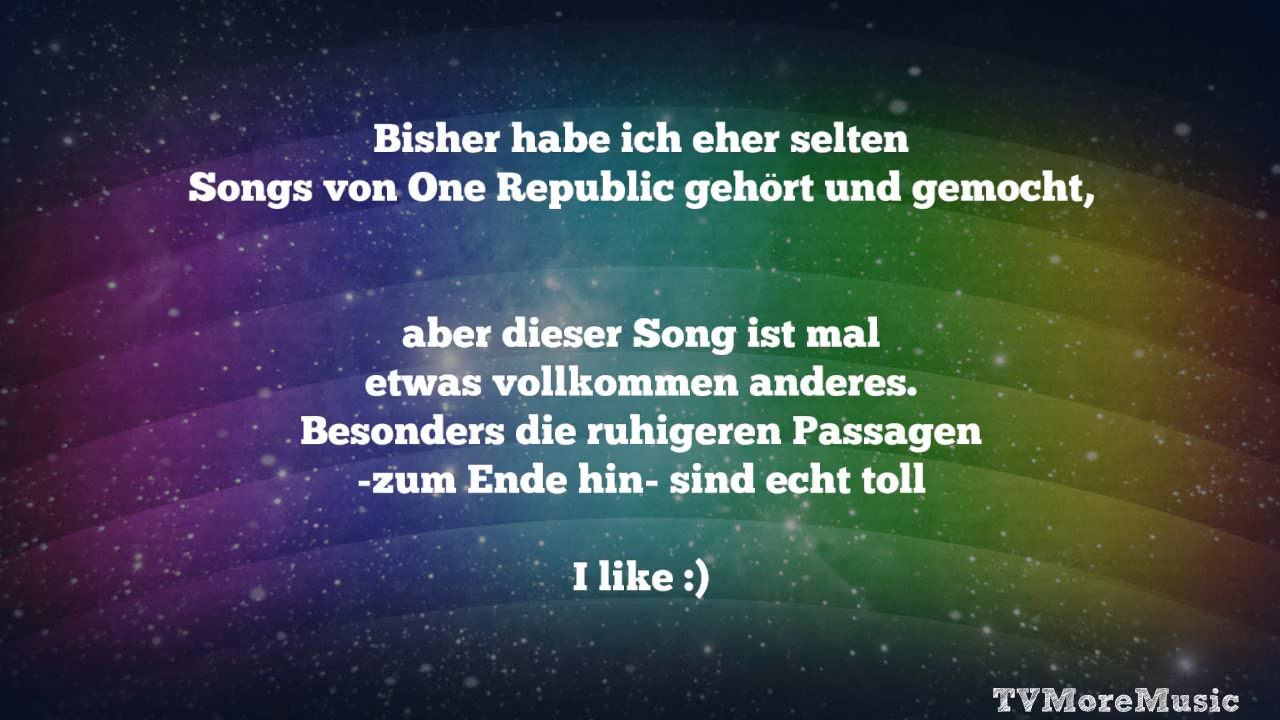 Bisher habe ich eher selten
Songs von One Republic gehört und gemocht,
aber dieser Song ist mal
etwas vollkommen anderes.
Besonders die ruhigeren Passagen
-zum Ende hin- sind echt toll
I like :)
TVMoreMusic